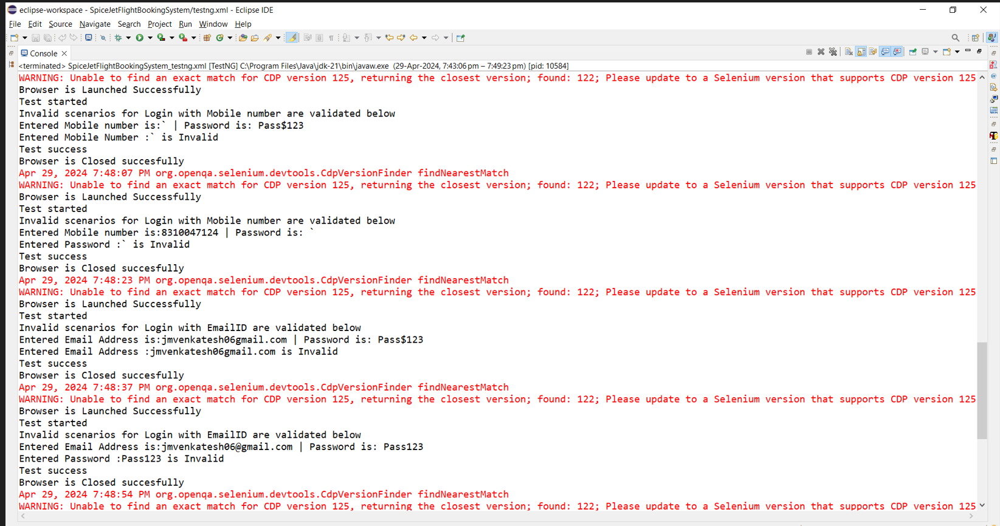 eclipse-workspace - SpiceJetFlightBookingSystem/testng.xml - Eclipse IDE
File Edit Source Navigate Search Project Run Window Help
Console
<terminated> SpiceJetFlightBookingSystem_testng.xml [TestNG] C:\Program Files\Java\jdk-21\bin\javaw.exe (29-Apr-2024, 7:43:06 pm – 7:49:23 pm) [pid: 10584]
WARNING: Unable to find an exact match for CDP version 125, returning the closest version; found: 122; Please update to a Selenium version that supports CDP version 125
Browser is Launched Successfully
Test started
Invalid scenarios for Login with Mobile number are validated below
Entered Mobile number is:` | Password is: Pass$123
Entered Mobile Number :` is Invalid
Test success
Browser is Closed succesfully
Apr 29, 2024 7:48:07 PM org.openqa.selenium.devtools.CdpVersionFinder findNearestMatch
WARNING: Unable to find an exact match for CDP version 125, returning the closest version; found: 122; Please update to a Selenium version that supports CDP version 125
Browser is Launched Successfully
Test started
Invalid scenarios for Login with Mobile number are validated below
Entered Mobile number is:8310047124 | Password is: `
Entered Password :` is Invalid
Test success
Browser is Closed succesfully
Apr 29, 2024 7:48:23 PM org.openqa.selenium.devtools.CdpVersionFinder findNearestMatch
WARNING: Unable to find an exact match for CDP version 125, returning the closest version; found: 122; Please update to a Selenium version that supports CDP version 125
Browser is Launched Successfully
Test started
Invalid scenarios for Login with EmailID are validated below
Entered Email Address is:jmvenkatesh06gmail.com | Password is: Pass$123
Entered Email Address :jmvenkatesh06gmail.com is Invalid
Test success
Browser is Closed succesfully
Apr 29, 2024 7:48:37 PM org.openqa.selenium.devtools.CdpVersionFinder findNearestMatch
WARNING: Unable to find an exact match for CDP version 125, returning the closest version; found: 122; Please update to a Selenium version that supports CDP version 125
Browser is Launched Successfully
Test started
Invalid scenarios for Login with EmailID are validated below
Entered Email Address is:jmvenkatesh06@gmail.com | Password is: Pass123
Entered Password :Pass123 is Invalid
Test success
Browser is Closed succesfully
Apr 29, 2024 7:48:54 PM org.openqa.selenium.devtools.CdpVersionFinder findNearestMatch
WARNING: Unable to find an exact match for CDP version 125, returning the closest version; found: 122; Please update to a Selenium version that supports CDP version 125